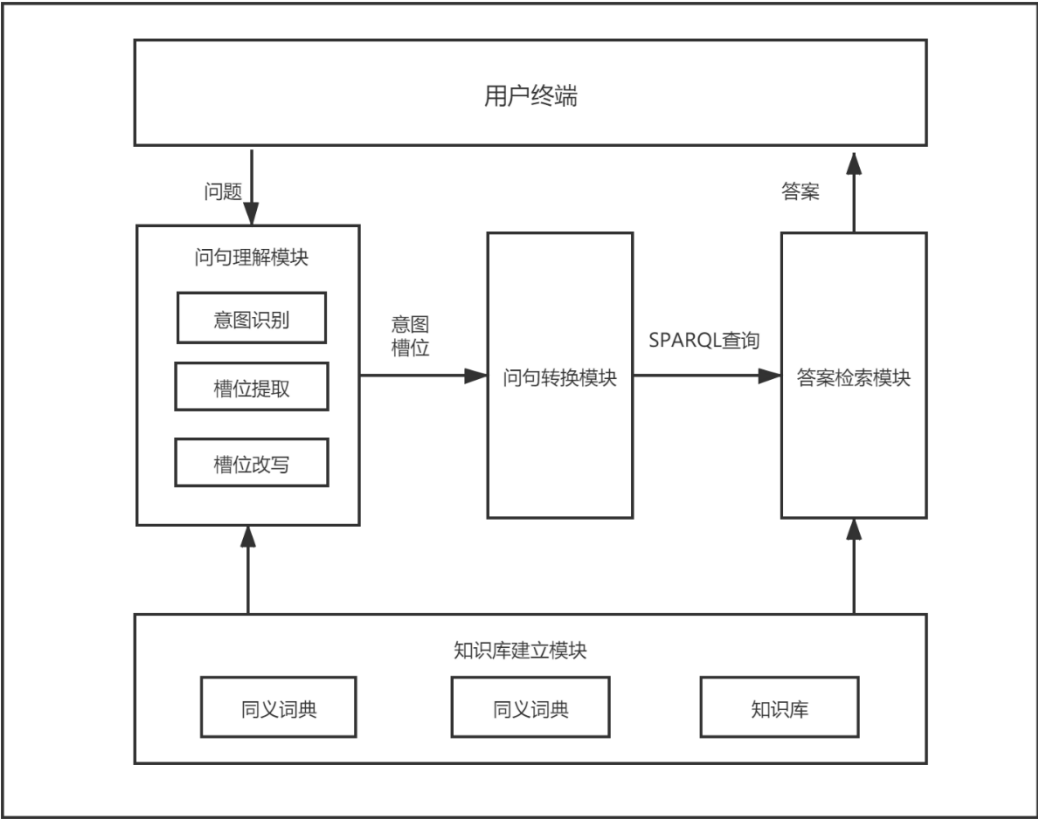 用户终端
问题
答案
问句理解模块
意图识别
槽位提取
槽位改写
意图
槽位
问句转换模块
SPARQL查询
答案检索模块
知识库建立模块
同义词典
同义词典
知识库